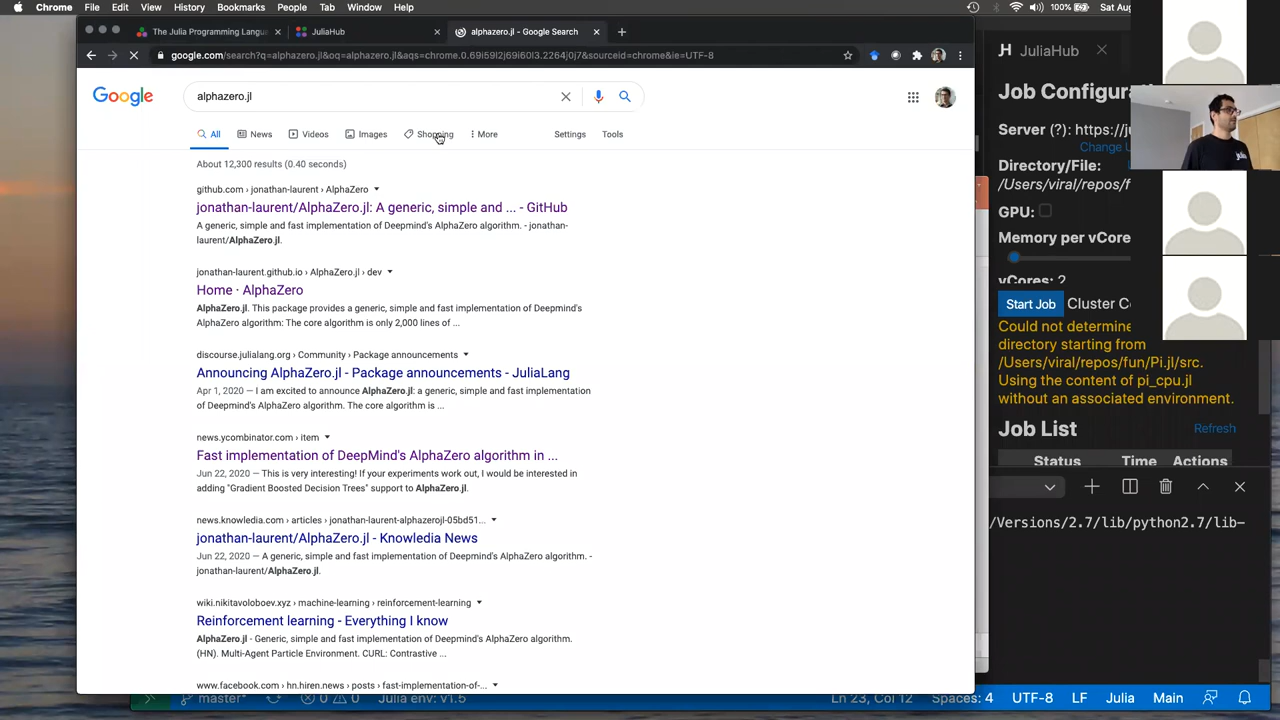 Chrome File Edit View History Bookmarks People Tab Window Help 100% Sat Aug
The Julia Programming Langu
JuliaHub
alphazero.jl - Google Search
google.com/search?q=alphazero.jl&oq=alphazero.jl&aqs=chrome.0.69i59l2j69i60l3.2264j0j7&sourceid=chrome&ie=UTF-8
Google
alphazero.jl
All News Videos Images Shopping More Settings Tools
About 12,300 results (0.40 seconds)
github.com › jonathan-laurent › AlphaZero
jonathan-laurent/AlphaZero.jl: A generic, simple and ... - GitHub
A generic, simple and fast implementation of Deepmind's AlphaZero algorithm. - jonathan-
laurent/AlphaZero.jl.
jonathan-laurent.github.io › AlphaZero.jl › dev
Home · AlphaZero
AlphaZero.jl. This package provides a generic, simple and fast implementation of Deepmind's
AlphaZero algorithm: The core algorithm is only 2,000 lines of ...
discourse.julialang.org › Community › Package announcements
Announcing AlphaZero.jl - Package announcements - JuliaLang
Apr 1, 2020 — I am excited to announce AlphaZero.jl: a generic, simple and fast implementation
of Deepmind's AlphaZero algorithm. The core algorithm is ...
news.ycombinator.com › item
Fast implementation of DeepMind's AlphaZero algorithm in ...
Jun 22, 2020 — This is very interesting! If your experiments work out, I would be interested in
adding "Gradient Boosted Decision Trees" support to AlphaZero.jl.
news.knowledia.com › articles › jonathan-laurent-alphazerojl-05bd51...
jonathan-laurent/AlphaZero.jl - Knowledia News
Jun 22, 2020 — A generic, simple and fast implementation of Deepmind's AlphaZero algorithm. -
jonathan-laurent/AlphaZero.jl.
wiki.nikitavoloboev.xyz › machine-learning › reinforcement-learning
Reinforcement learning - Everything I know
AlphaZero.jl - Generic, simple and fast implementation of Deepmind's AlphaZero algorithm.
(HN). Multi-Agent Particle Environment. CURL: Contrastive ...
www.facebook.com › hn.hiren.news › posts › fast-implementation-of-...
JuliaHub
Job Configura
Server (?): https://ju
Change U
Directory/File:
/Users/viral/repos/f
GPU:
Memory per vCore
vCores: 2
Start Job Cluster Co
Could not determine
directory starting from
/Users/viral/repos/fun/Pi.jl/src.
Using the content of pi_cpu.jl
without an associated environment.
Job List Refresh
Status Time Actions
/Versions/2.7/lib/python2.7/lib-
master* 0 0 Julia env: v1.5 Ln 23, Col 12 Spaces: 4 UTF-8 LF Julia Main